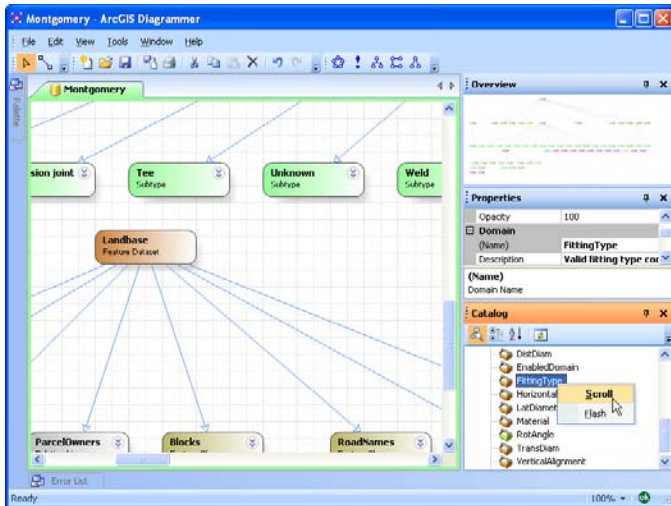 Montgomery - ArcGIS Diagrammer
File Edit View Tools Window Help
Palette
Montgomery
sion joint
Tee
Subtype
Unknown
Subtype
Weld
Subtype
Landbase
Feature Dataset
ParcelOwners
Blocks
RoadNames
Error List
Overview
Properties
Opacity 100
Domain
(Name) FittingType
Description Valid fitting type co
(Name)
Domain Name
Catalog
DistDiam
EnabledDomain
FittingType
Horizontal
LatDiamet
Material
RotAngle
TransDiam
VerticalAlignment
Scroll
Flash
Ready
100%